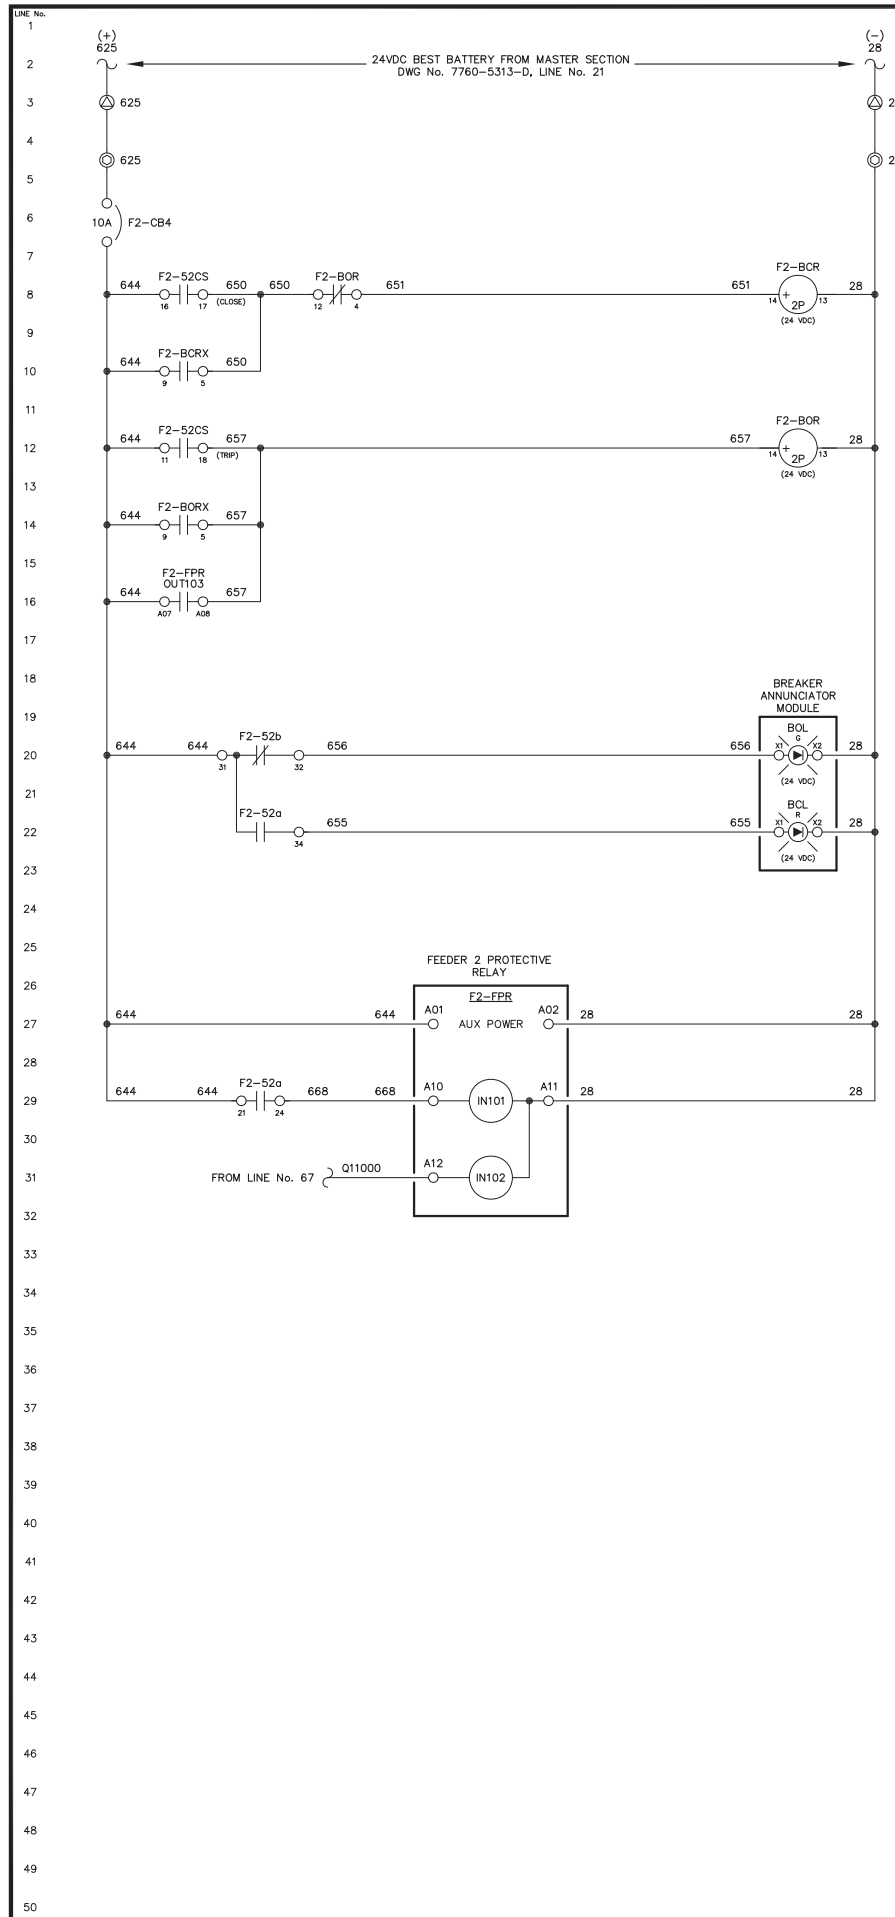 LINE No.
1
(+) (-)
625 28
2 24VDC BEST BATTERY FROM MASTER SECTION
DWG No. 7760-5313-D, LINE No. 21
3 625 2
4
625 2
5
6 10A F2-CB4
7
F2-52CS F2-BOR F2-BCR
644 650 650 651 651 28
8 16 17 (CLOSE) 12 4 14 + 2P 13
(24 VDC)
9
F2-BCRX
644 650
10 9 5
11
F2-52CS F2-BOR
644 657 657 28
12 11 18 (TRIP) 14 + 2P 13
(24 VDC)
13
F2-BORX
644 657
14 9 5
15
F2-FPR
OUT103
644 657
16 A07 A08
17
18
BREAKER
ANNUNCIATOR
MODULE
19
F2-52b BOL
G
644 644 656 656 X1 X2 28
20 31 32
(24 VDC)
21
F2-52a BCL
R
655 655 X1 X2 28
22 34
(24 VDC)
23
24
25
FEEDER 2 PROTECTIVE
RELAY
26
F2-FPR
644 644 A01 A02 28 28
27 AUX POWER
28
F2-52a
644 644 668 668 A10 A11 28 28
29 21 24 IN101
30
Q11000 A12
31 FROM LINE No. 67 IN102
32
33
34
35
36
37
38
39
40
41
42
43
44
45
46
47
48
49
50